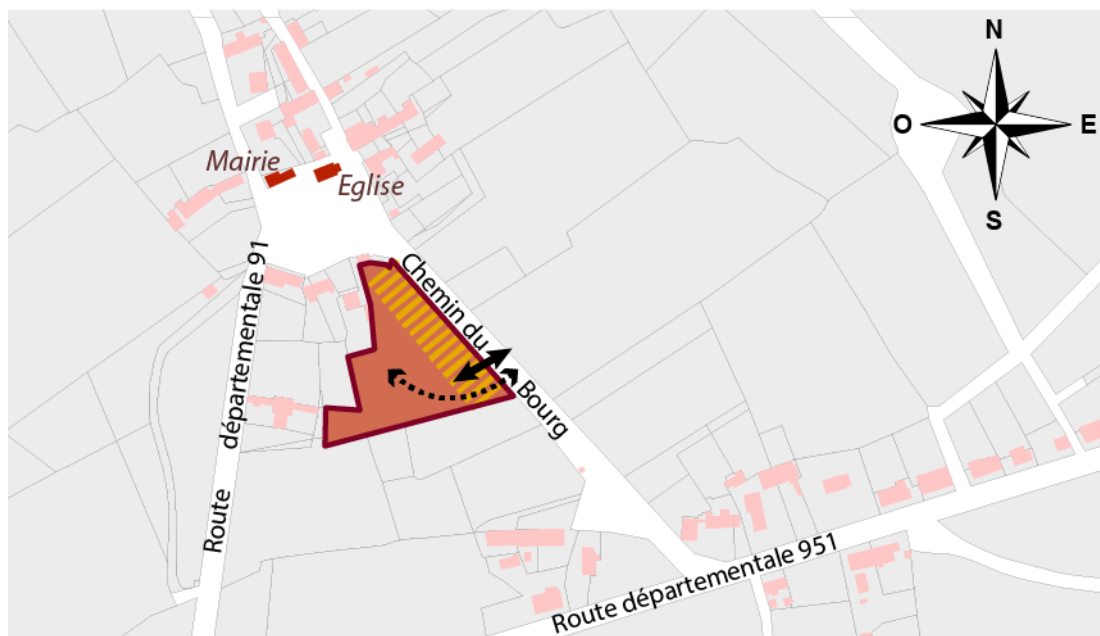 N
O
E
S
Mairie
Eglise
Chemin du Bourg
Route départementale 91
Route départementale 951